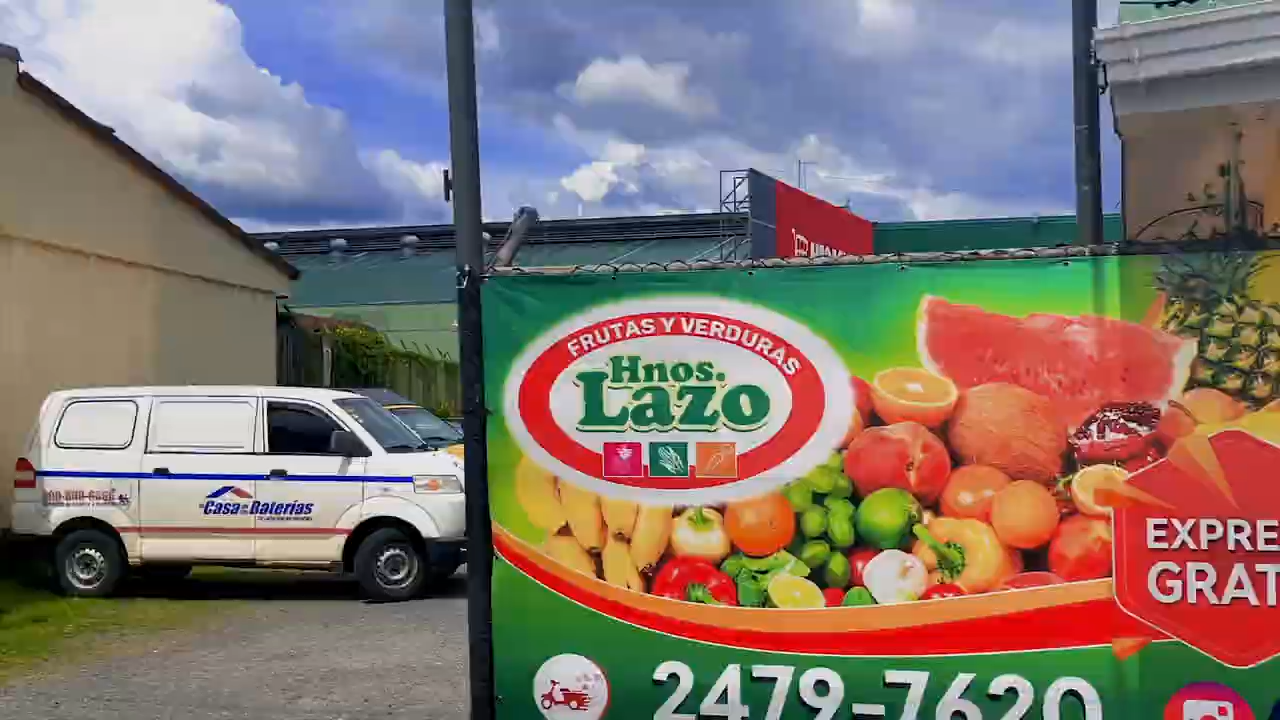 FRUTAS Y VERDURAS
Hnos.
Lazo
Casa Baterías
EXPRE
GRAT
2479-7620